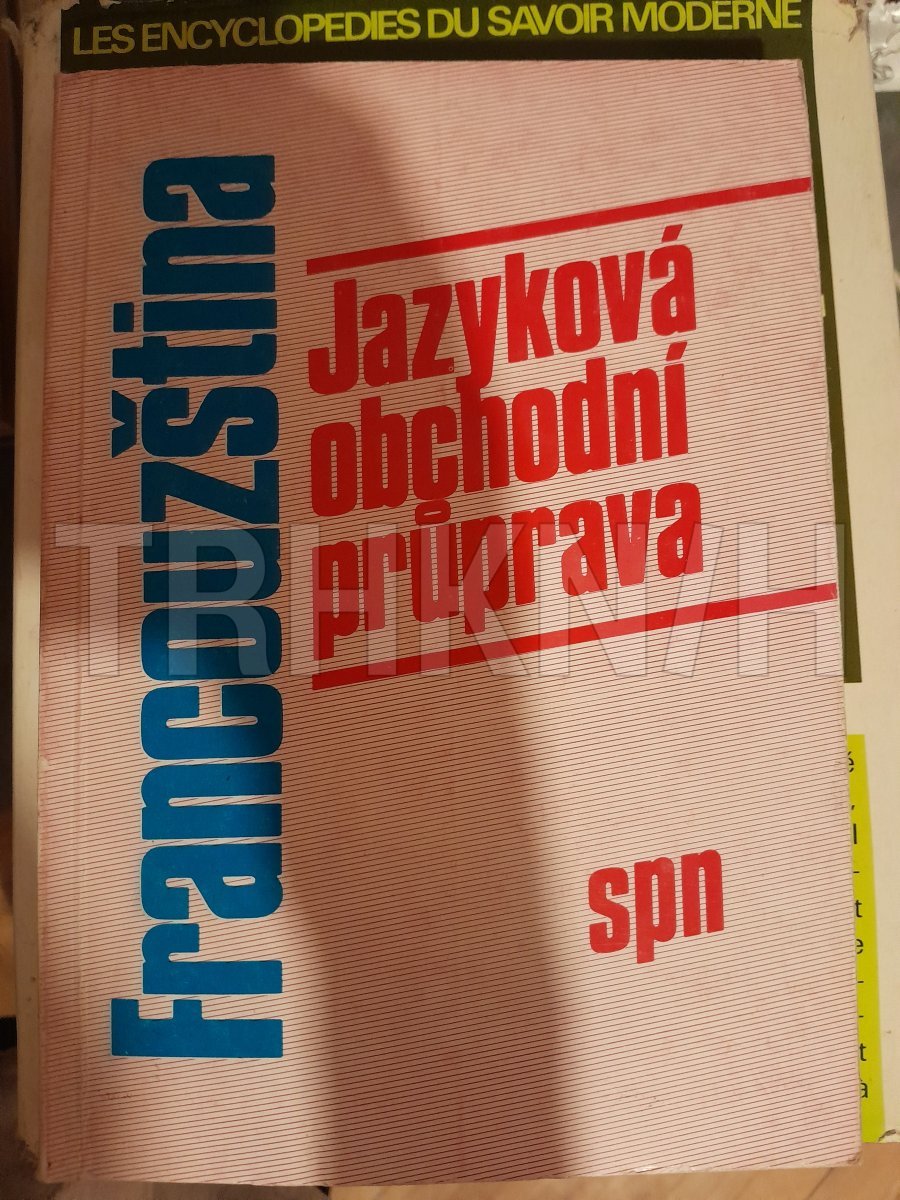 LES ENCYCLOPEDIES DU SAVOIR MODERNE
Francouzština
Jazyková
obchodní
průprava
spn
TRHKNIH
é
l
-
t
e
-
-
t
à